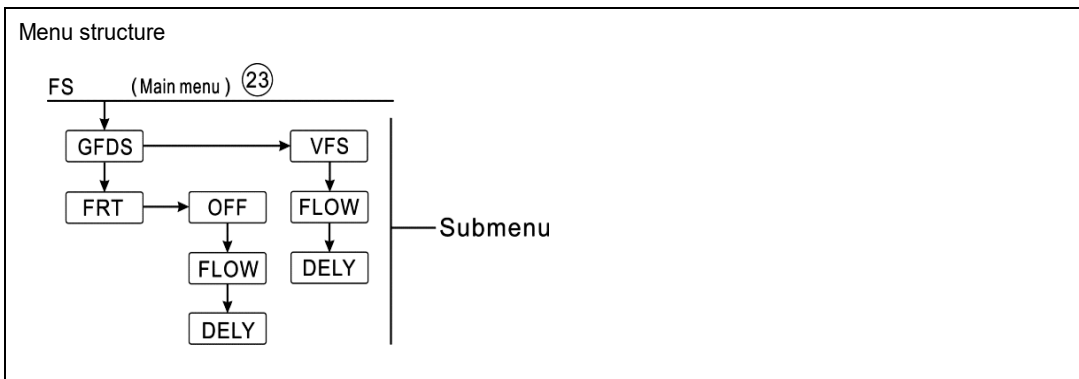 Menu structure
FS (Main menu) 23
GFDS VFS
FRT OFF FLOW
Submenu
FLOW DELY
DELY